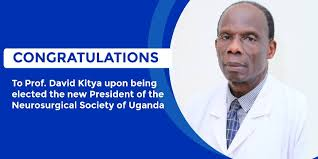 CONGRATULATIONS
To Prof. David Kitya upon being
elected the new President of the
Neurosurgical Society of Uganda